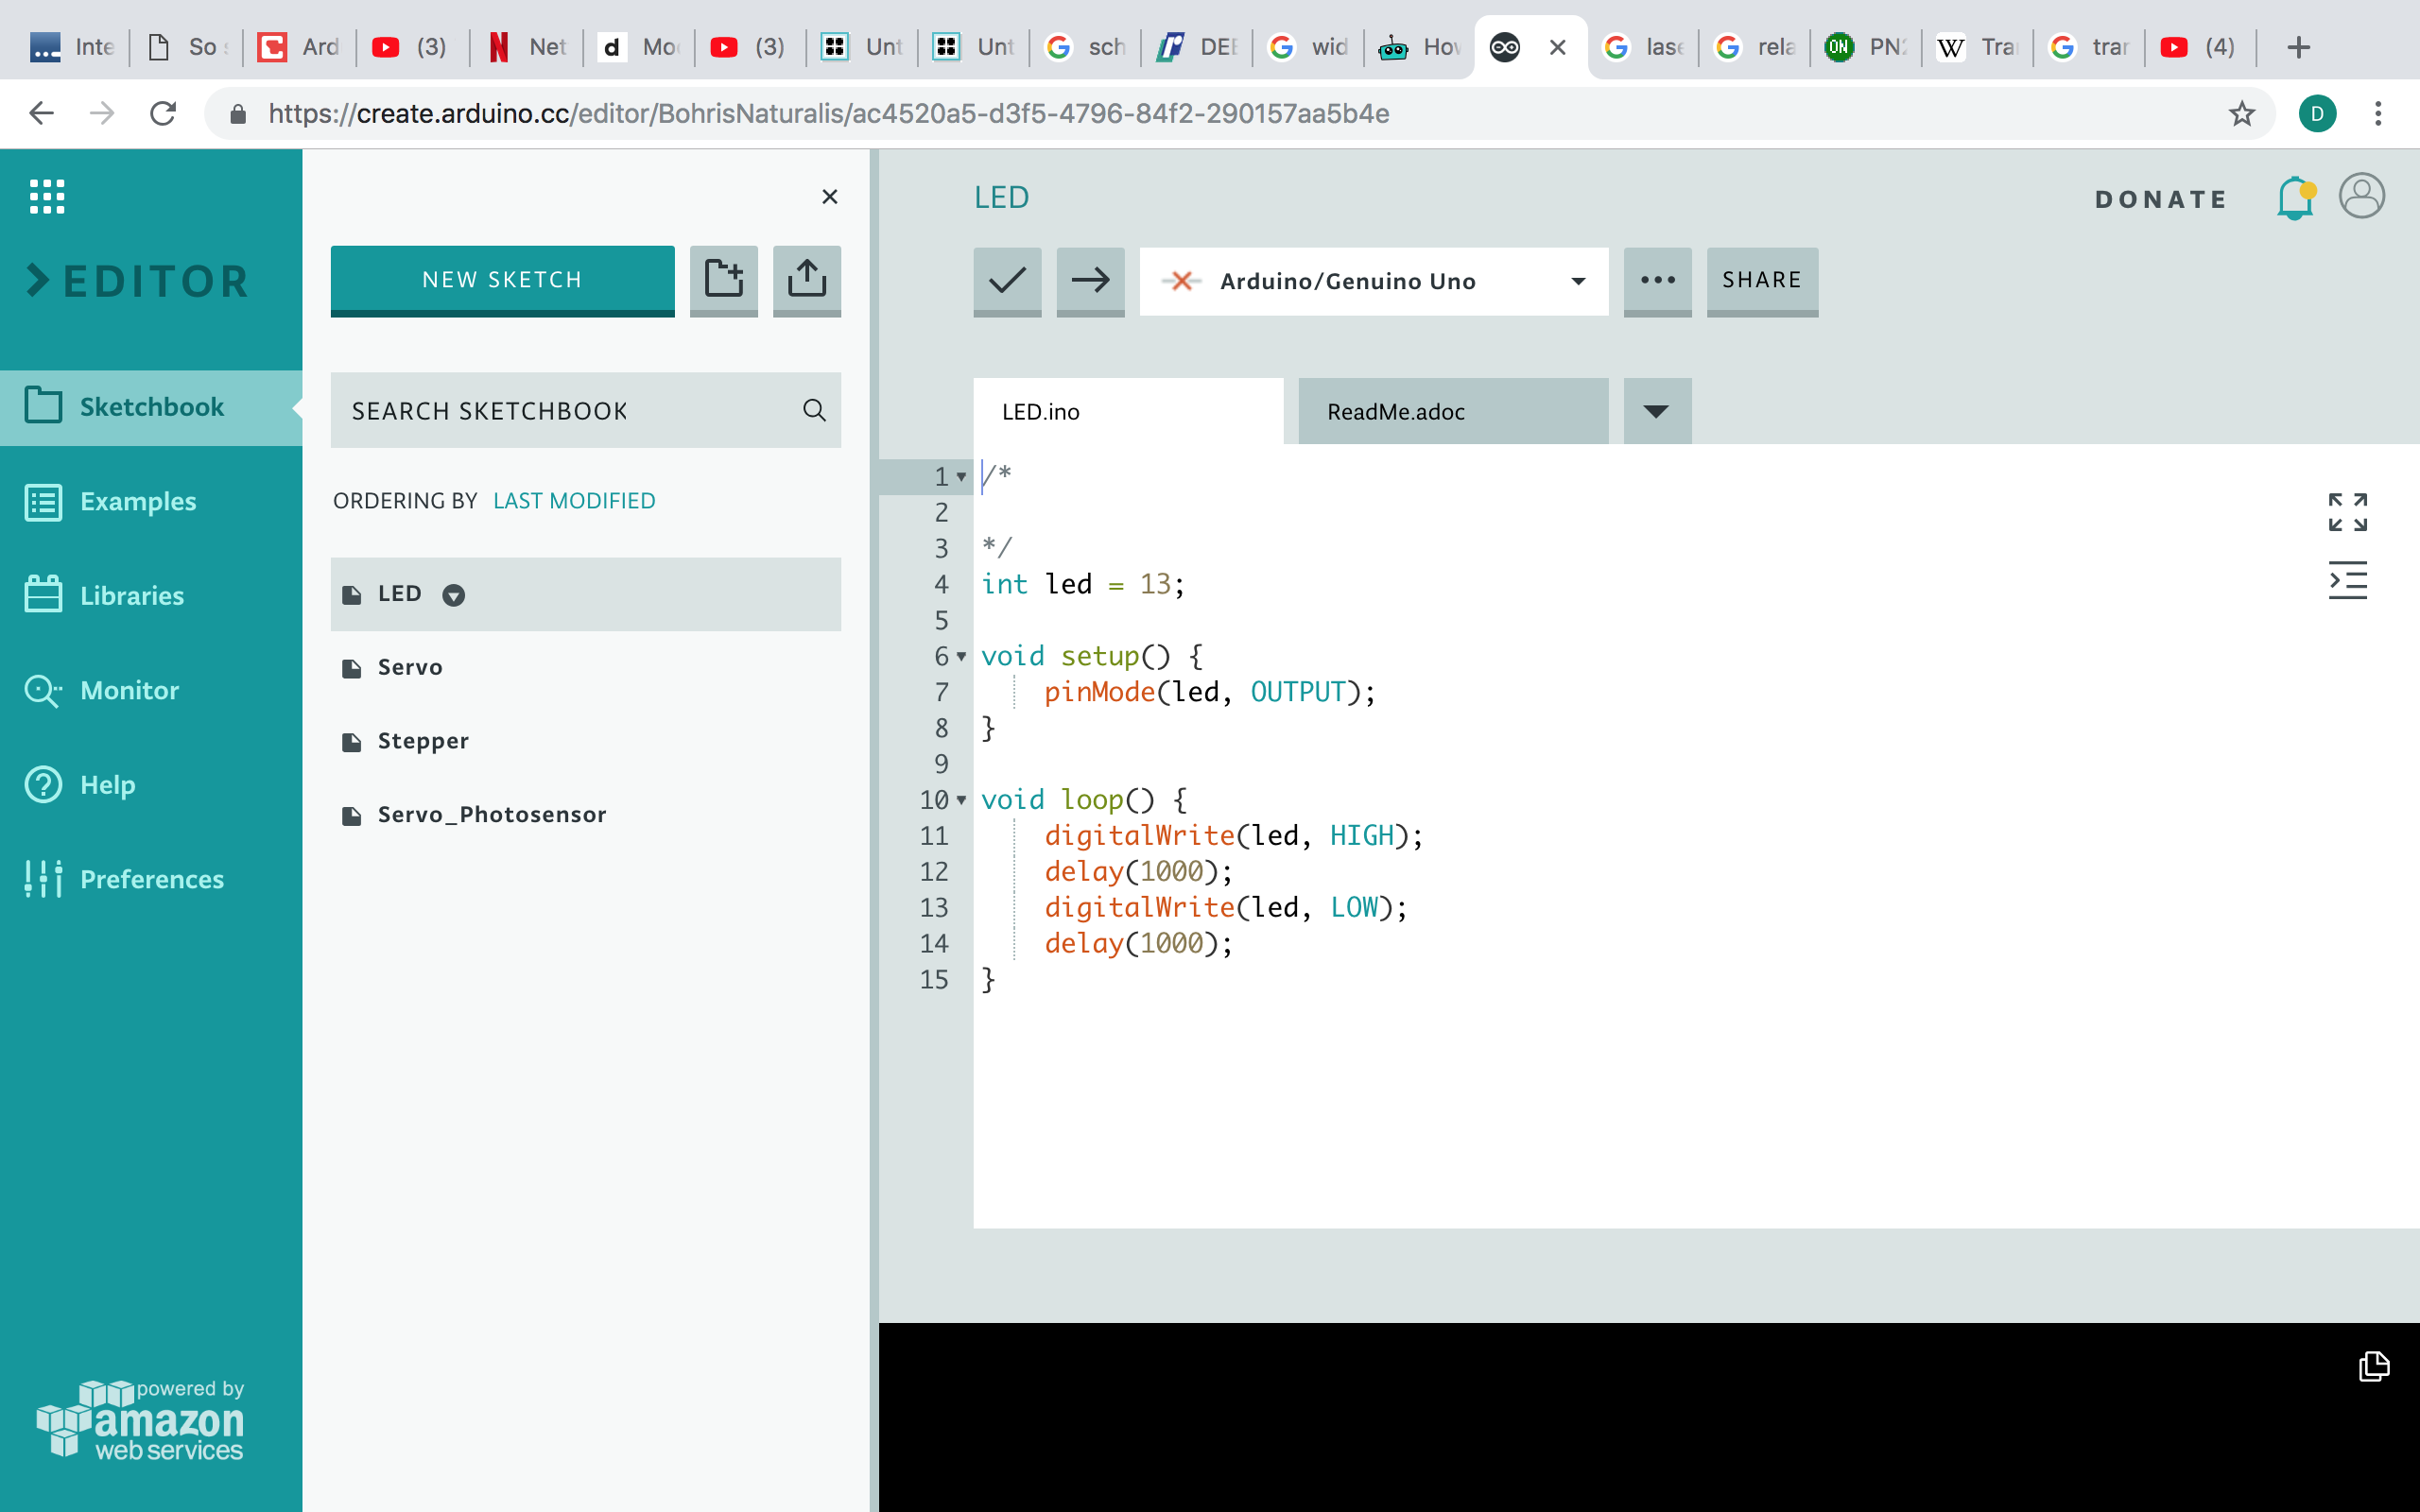 Inte So s Ard (3) Net Mo (3) Unt Unt sch DEE wid How lase rela PN2 Tra trar (4)
https://create.arduino.cc/editor/BohrisNaturalis/ac4520a5-d3f5-4796-84f2-290157aa5b4e D
EDITOR
Sketchbook
Examples
Libraries
Monitor
Help
Preferences
powered by
amazon
web services
NEW SKETCH
SEARCH SKETCHBOOK
ORDERING BY LAST MODIFIED
LED
Servo
Stepper
Servo_Photosensor
LED
DONATE
Arduino/Genuino Uno
SHARE
LED.ino ReadMe.adoc
1 /*
2
3 */
4 int led = 13;
5
6 void setup() {
7 pinMode(led, OUTPUT);
8 }
9
10 void loop() {
11 digitalWrite(led, HIGH);
12 delay(1000);
13 digitalWrite(led, LOW);
14 delay(1000);
15 }